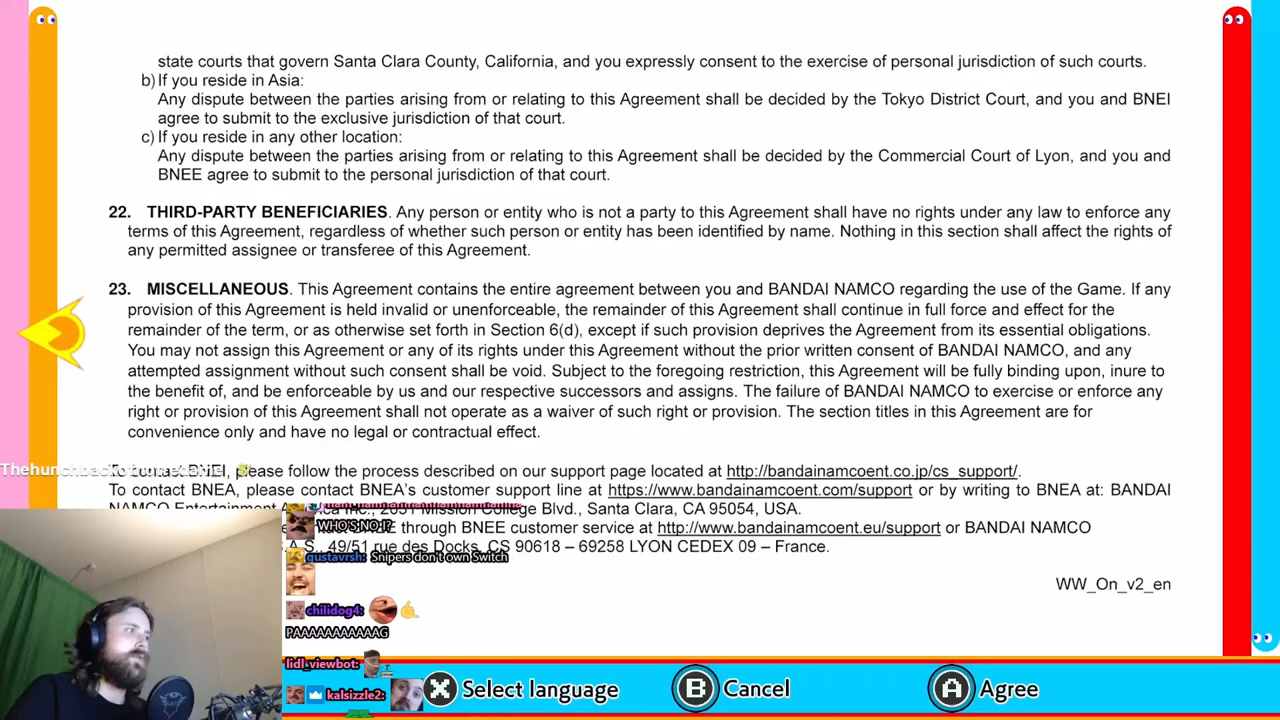 state courts that govern Santa Clara County, California, and you expressly consent to the exercise of personal jurisdiction of such courts.
b) If you reside in Asia:
Any dispute between the parties arising from or relating to this Agreement shall be decided by the Tokyo District Court, and you and BNEI
agree to submit to the exclusive jurisdiction of that court.
c) If you reside in any other location:
Any dispute between the parties arising from or relating to this Agreement shall be decided by the Commercial Court of Lyon, and you and
BNEE agree to submit to the personal jurisdiction of that court.
22. THIRD-PARTY BENEFICIARIES. Any person or entity who is not a party to this Agreement shall have no rights under any law to enforce any
terms of this Agreement, regardless of whether such person or entity has been identified by name. Nothing in this section shall affect the rights of
any permitted assignee or transferee of this Agreement.
23. MISCELLANEOUS. This Agreement contains the entire agreement between you and BANDAI NAMCO regarding the use of the Game. If any
provision of this Agreement is held invalid or unenforceable, the remainder of this Agreement shall continue in full force and effect for the
remainder of the term, or as otherwise set forth in Section 6(d), except if such provision deprives the Agreement from its essential obligations.
You may not assign this Agreement or any of its rights under this Agreement without the prior written consent of BANDAI NAMCO, and any
attempted assignment without such consent shall be void. Subject to the foregoing restriction, this Agreement will be fully binding upon, inure to
the benefit of, and be enforceable by us and our respective successors and assigns. The failure of BANDAI NAMCO to exercise or enforce any
right or provision of this Agreement shall not operate as a waiver of such right or provision. The section titles in this Agreement are for
convenience only and have no legal or contractual effect.
BNEI, please follow the process described on our support page located at http://bandainamcoent.co.jp/cs_support/.
To contact BNEA, please contact BNEA's customer support line at https://www.bandainamcoent.com/support or by writing to BNEA at: BANDAI
NAMCO Entertainment Mission College Blvd., Santa Clara, CA 95054, USA.
through BNEE customer service at http://www.bandainamcoent.eu/support or BANDAI NAMCO
49/51 rue des Docks, CS 90618 – 69258 LYON CEDEX 09 – France.
WW_On_v2_en
WHO'S NO.1?
gustavrsh: Snipers don't own Switch
chilidog4:
PAAAAAAAAAAAG
lidl_viewbot:
kalsizzle2:
X Select language
B Cancel
A Agree